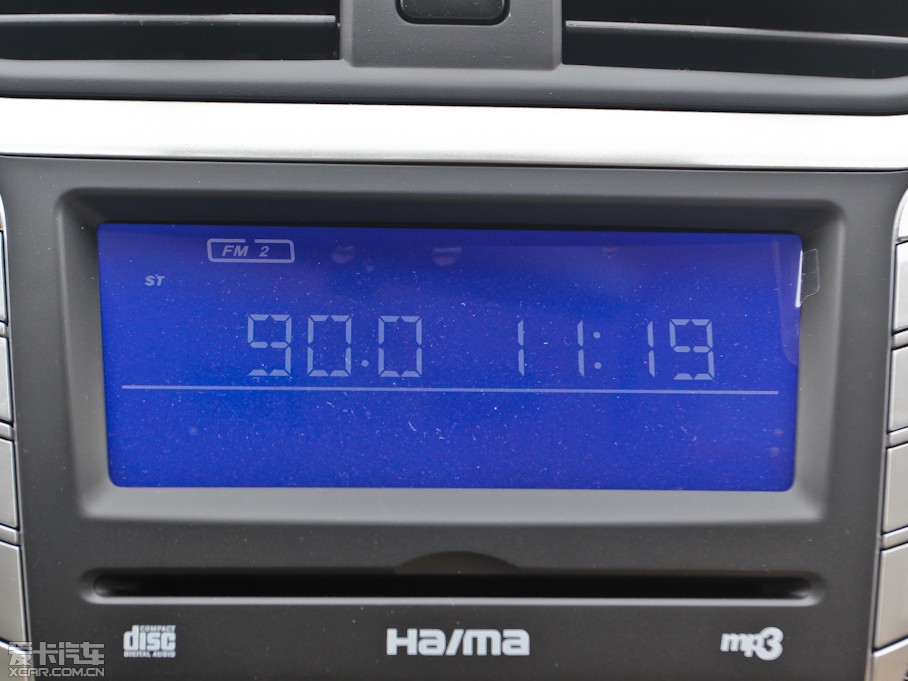 FM 2
ST
90.0 11:19
COMPACT
disc
DIGITAL AUDIO
Haima
mp3
爱卡汽车
XCAR.COM.CN